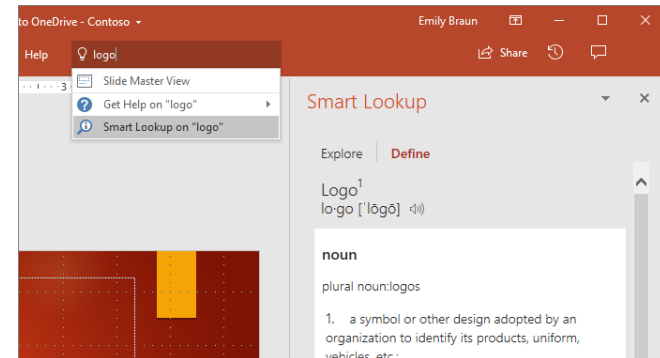 to OneDrive - Contoso
Emily Braun
Help
logo
Share
Slide Master View
Get Help on "logo"
Smart Lookup on "logo"
3
Smart Lookup
Explore
Define
Logo1
lo·go [ˈlōgō]
noun
plural noun:logos
1. a symbol or other design adopted by an
organization to identify its products, uniform,
vehicles, etc.: